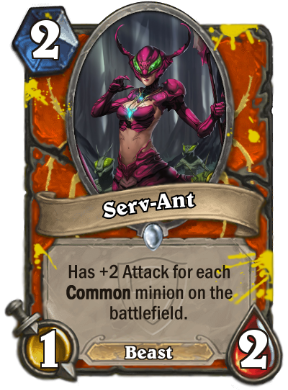 2
Serv-Ant
Has +2 Attack for each
Common minion on the
battlefield.
1
Beast
2